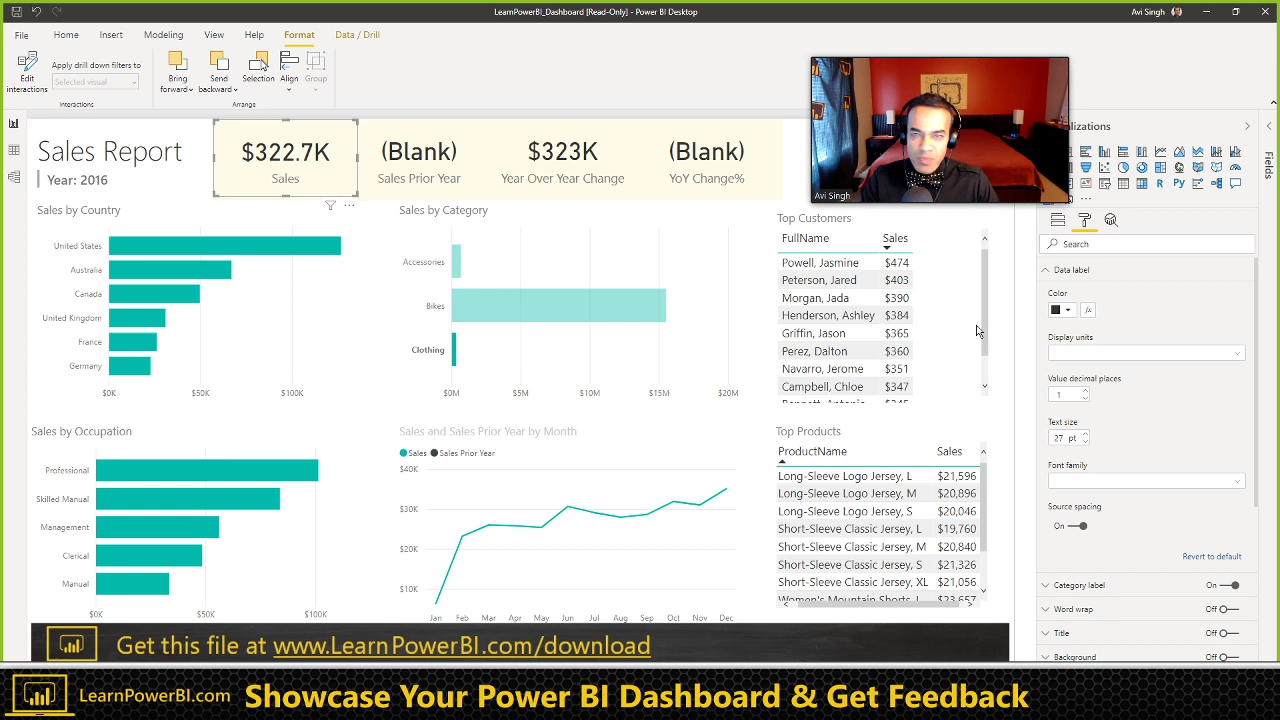 LearnPowerBI_Dashboard [Read-Only] - Power BI Desktop
Avi Singh
File Home Insert Modeling View Help Format Data / Drill
Edit interactions
Apply drill down filters to
Selected visual
Interactions
Bring forward
Send backward
Selection
Align
Group
Arrange
Sales Report
Year: 2016
$322.7K
Sales
(Blank)
Sales Prior Year
$323K
Year Over Year Change
(Blank)
YoY Change%
Avi Singh
Sales by Country
United States
Australia
Canada
United Kingdom
France
Germany
$0K $50K $100K
Sales by Category
Accessories
Bikes
Clothing
$0M $5M $10M $15M $20M
Top Customers
FullName Sales
Powell, Jasmine $474
Peterson, Jared $403
Morgan, Jada $390
Henderson, Ashley $384
Griffin, Jason $365
Perez, Dalton $360
Navarro, Jerome $351
Campbell, Chloe $347
Sales by Occupation
Professional
Skilled Manual
Management
Clerical
Manual
$0K $50K $100K
Sales and Sales Prior Year by Month
Sales Sales Prior Year
$40K
$30K
$20K
$10K
Jan Feb Mar Apr May Jun Jul Aug Sep Oct Nov Dec
Top Products
ProductName Sales
Long-Sleeve Logo Jersey, L $21,596
Long-Sleeve Logo Jersey, M $20,896
Long-Sleeve Logo Jersey, S $20,046
Short-Sleeve Classic Jersey, L $19,760
Short-Sleeve Classic Jersey, M $20,840
Short-Sleeve Classic Jersey, S $21,326
Short-Sleeve Classic Jersey, XL $21,056
Women's Mountain Shorts, L $23,657
alizations
Fields
R Py
Search
Data label
Color
fx
Display units
Value decimal places
1
Text size
27 pt
Font family
Source spacing
On
Revert to default
Category label On
Word wrap Off
Title Off
Background Off
Get this file at www.LearnPowerBI.com/download
LearnPowerBI.com
Showcase Your Power BI Dashboard & Get Feedback